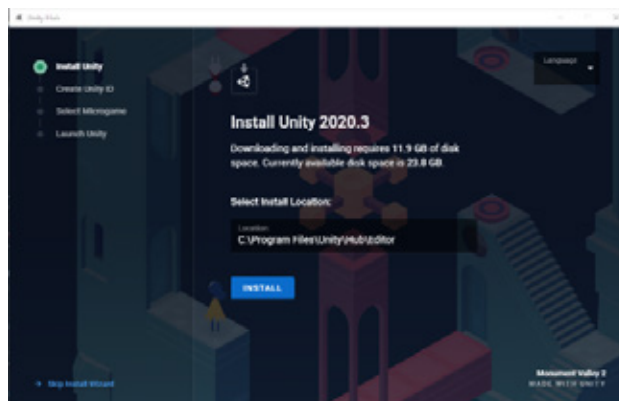 Unity Hub
Install Unity
Create Unity ID
Select Microgame
Launch Unity
Language
Install Unity 2020.3
Downloading and installing requires 11.9 GB of disk
space. Currently available disk space is 23.8 GB.
Select Install Location:
Location
C:\Program Files\Unity\Hub\Editor
INSTALL
Skip Install Wizard
Monument Valley 2
MADE WITH UNITY